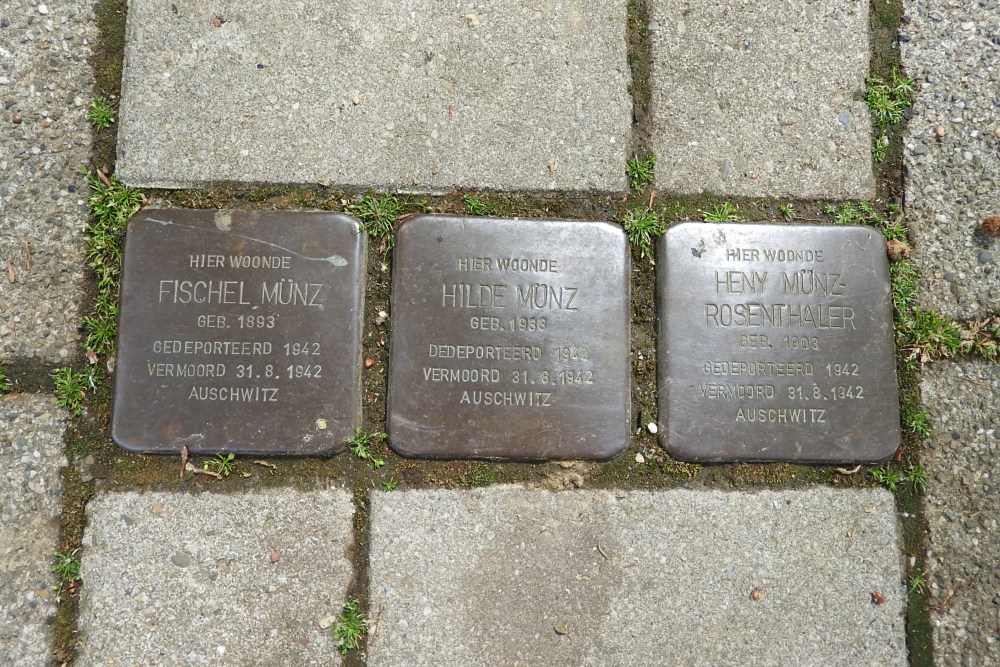 HIER WOONDE
FISCHEL MÜNZ
GEB. 1893
GEDEPORTEERD 1942
VERMOORD 31.8.1942
AUSCHWITZ
HIER WOONDE
HILDE MÜNZ
GEB. 1933
DEDEPORTEERD 1942
VERMOORD 31.8.1942
AUSCHWITZ
HIER WOONDE
HENY MÜNZ-
ROSENTHALER
GEB. 1903
GEDEPORTEERD 1942
VERMOORD 31.8.1942
AUSCHWITZ